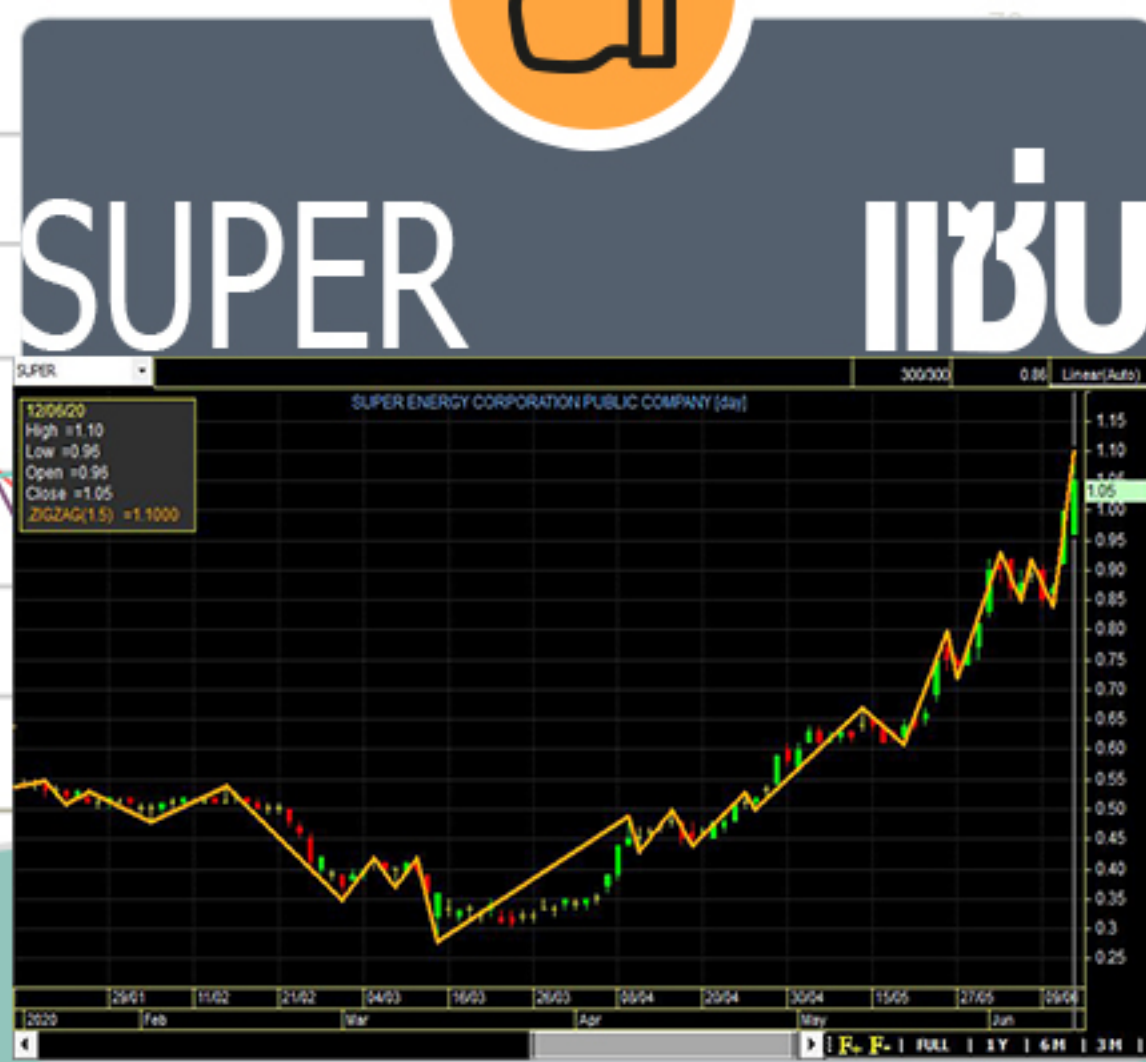 SUPER แซ่บ
SUPER 300/300 0.86 Linear(Auto)
SUPER ENERGY CORPORATION PUBLIC COMPANY [day]
12/06/20
High =1.10
Low =0.96
Open =0.96
Close =1.05
ZIGZAG(1.5) =1.1000
1.15
1.10
1.05
1.05
1.00
0.95
0.90
0.85
0.80
0.75
0.70
0.65
0.60
0.55
0.50
0.45
0.40
0.35
0.3
0.25
29/01 11/02 21/02 04/03 16/03 26/03 08/04 20/04 30/04 15/05 27/05 09/06
2020 Feb Mar Apr May Jun
F+ F- | FULL | 1Y | 6M | 3M